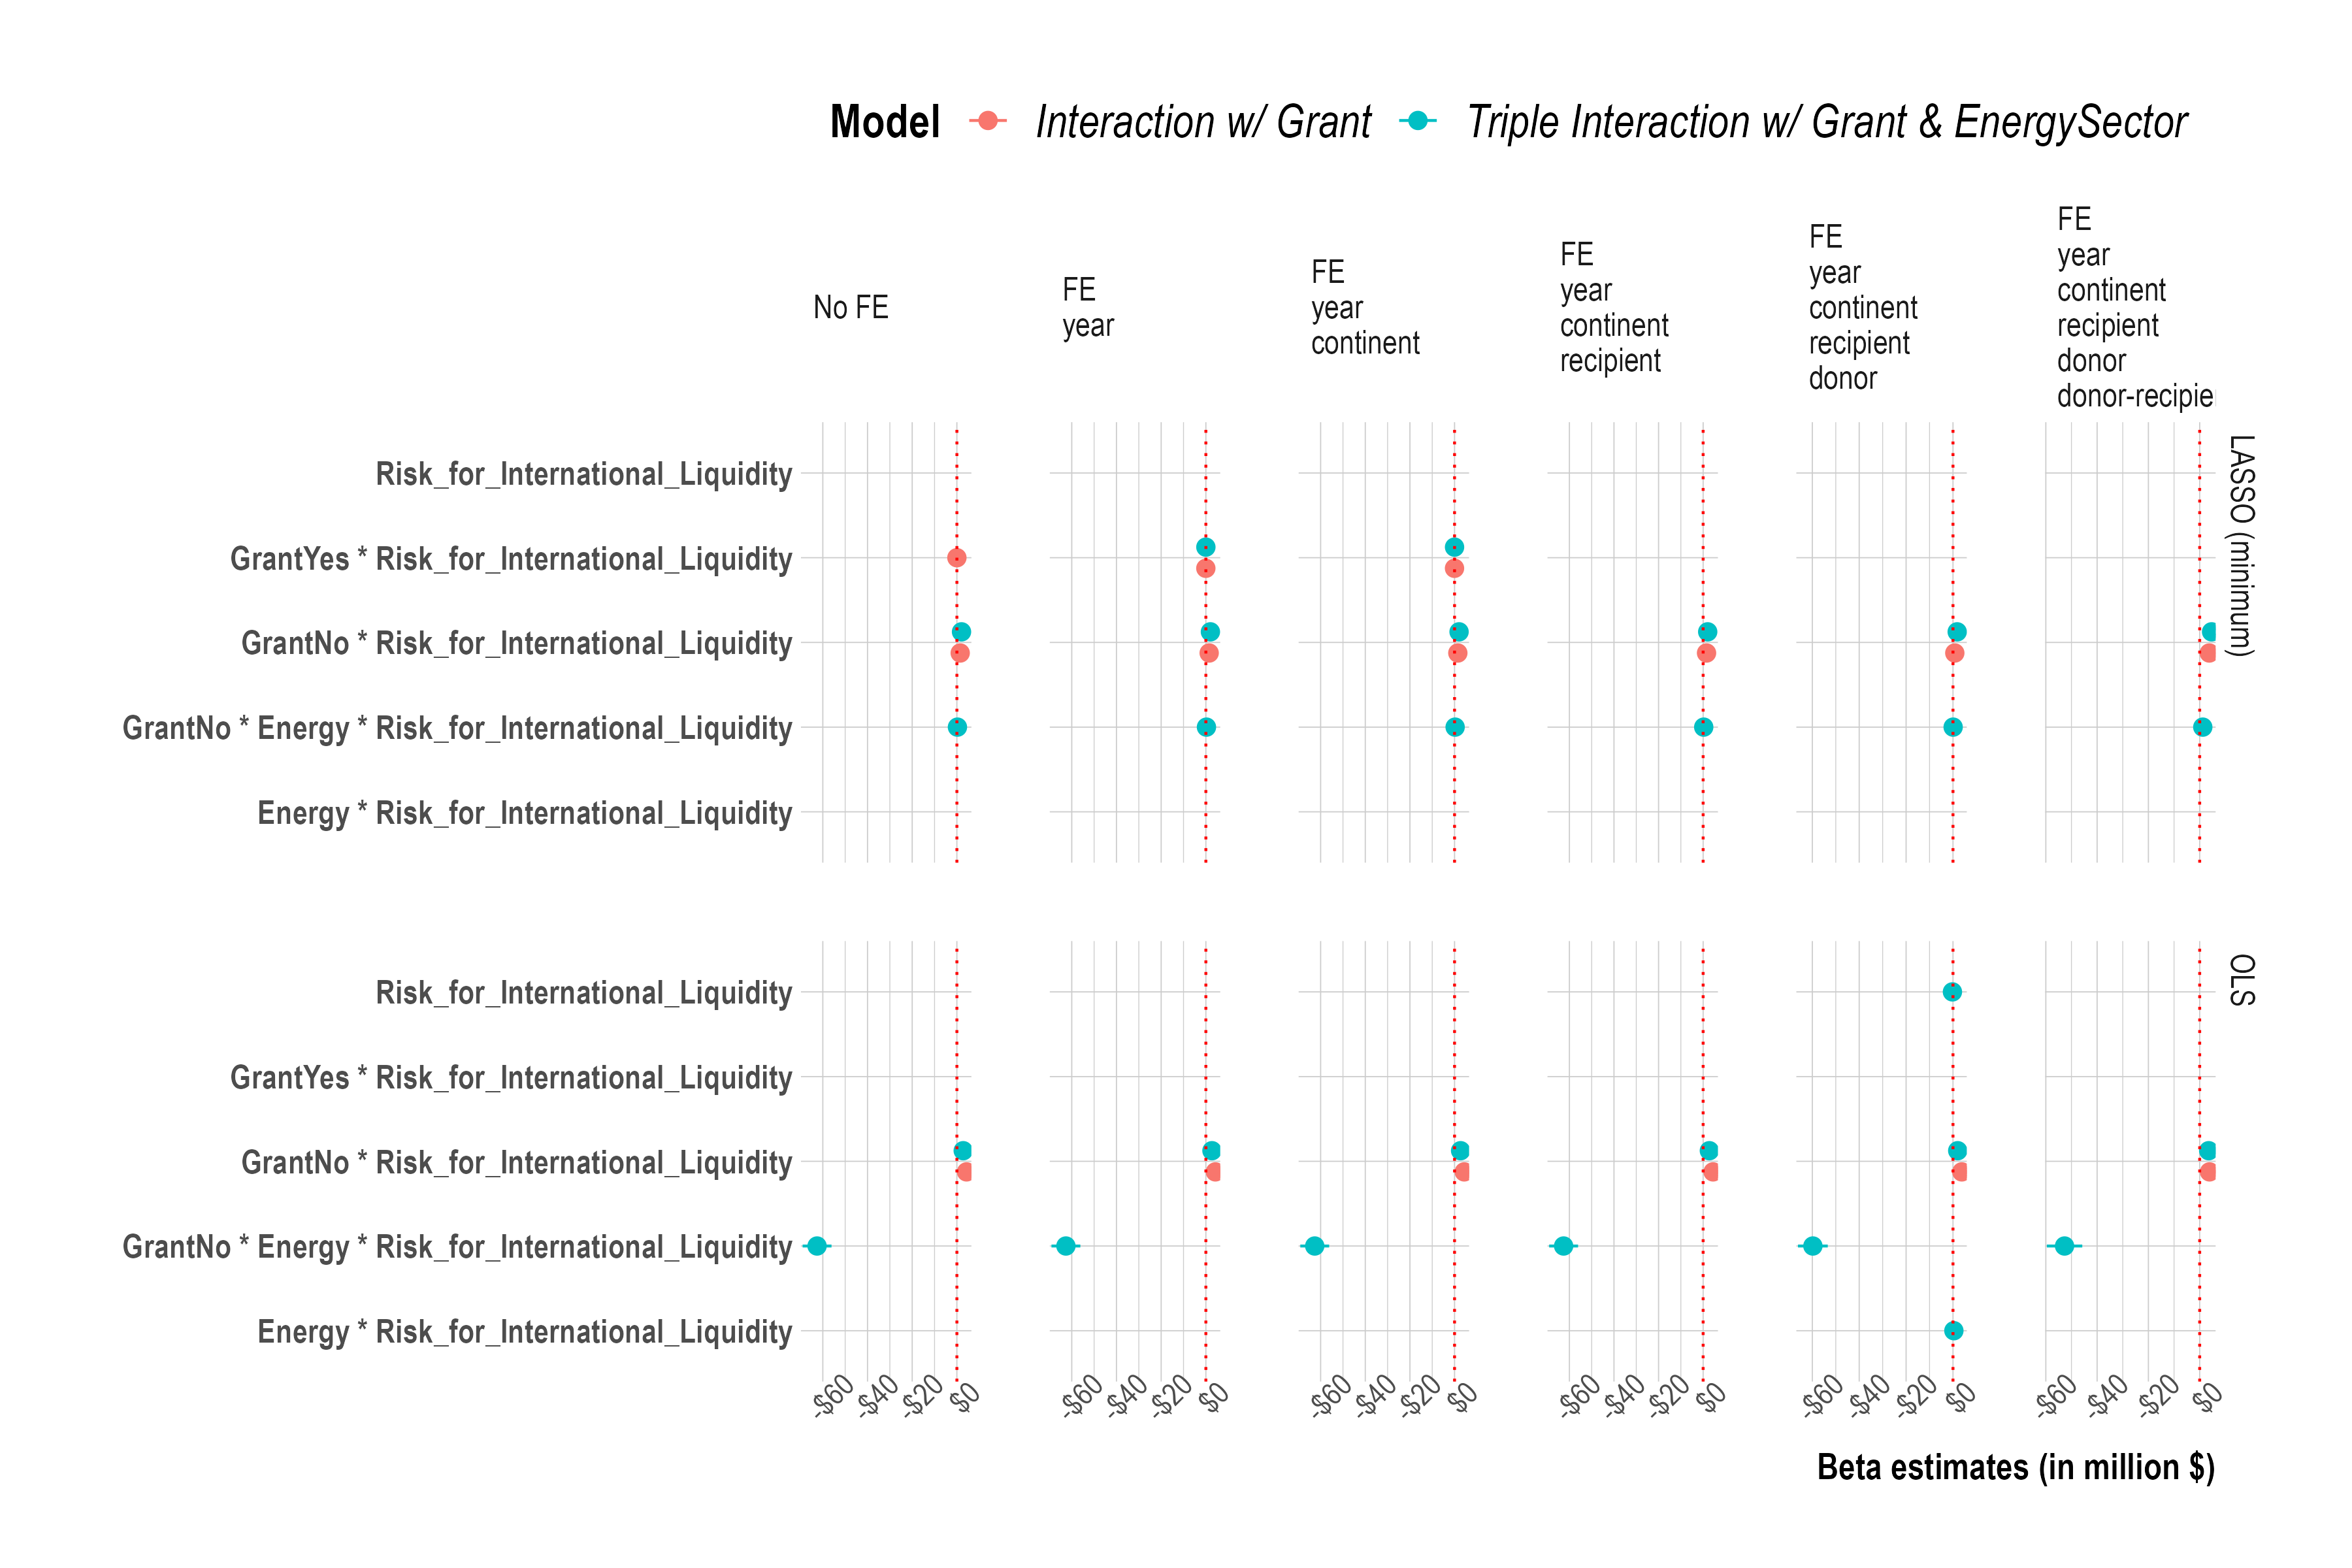 Model Interaction w/ Grant Triple Interaction w/ Grant & EnergySector
No FE
FE
year
FE
year
continent
FE
year
continent
recipient
FE
year
continent
recipient
donor
FE
year
continent
recipient
donor
donor-recipie
LASSO (minimum)
Risk_for_International_Liquidity
GrantYes * Risk_for_International_Liquidity
GrantNo * Risk_for_International_Liquidity
GrantNo * Energy * Risk_for_International_Liquidity
Energy * Risk_for_International_Liquidity
OLS
Risk_for_International_Liquidity
GrantYes * Risk_for_International_Liquidity
GrantNo * Risk_for_International_Liquidity
GrantNo * Energy * Risk_for_International_Liquidity
Energy * Risk_for_International_Liquidity
-$60 -$40 -$20 $0 -$60 -$40 -$20 $0 -$60 -$40 -$20 $0 -$60 -$40 -$20 $0 -$60 -$40 -$20 $0 -$60 -$40 -$20 $0
Beta estimates (in million $)